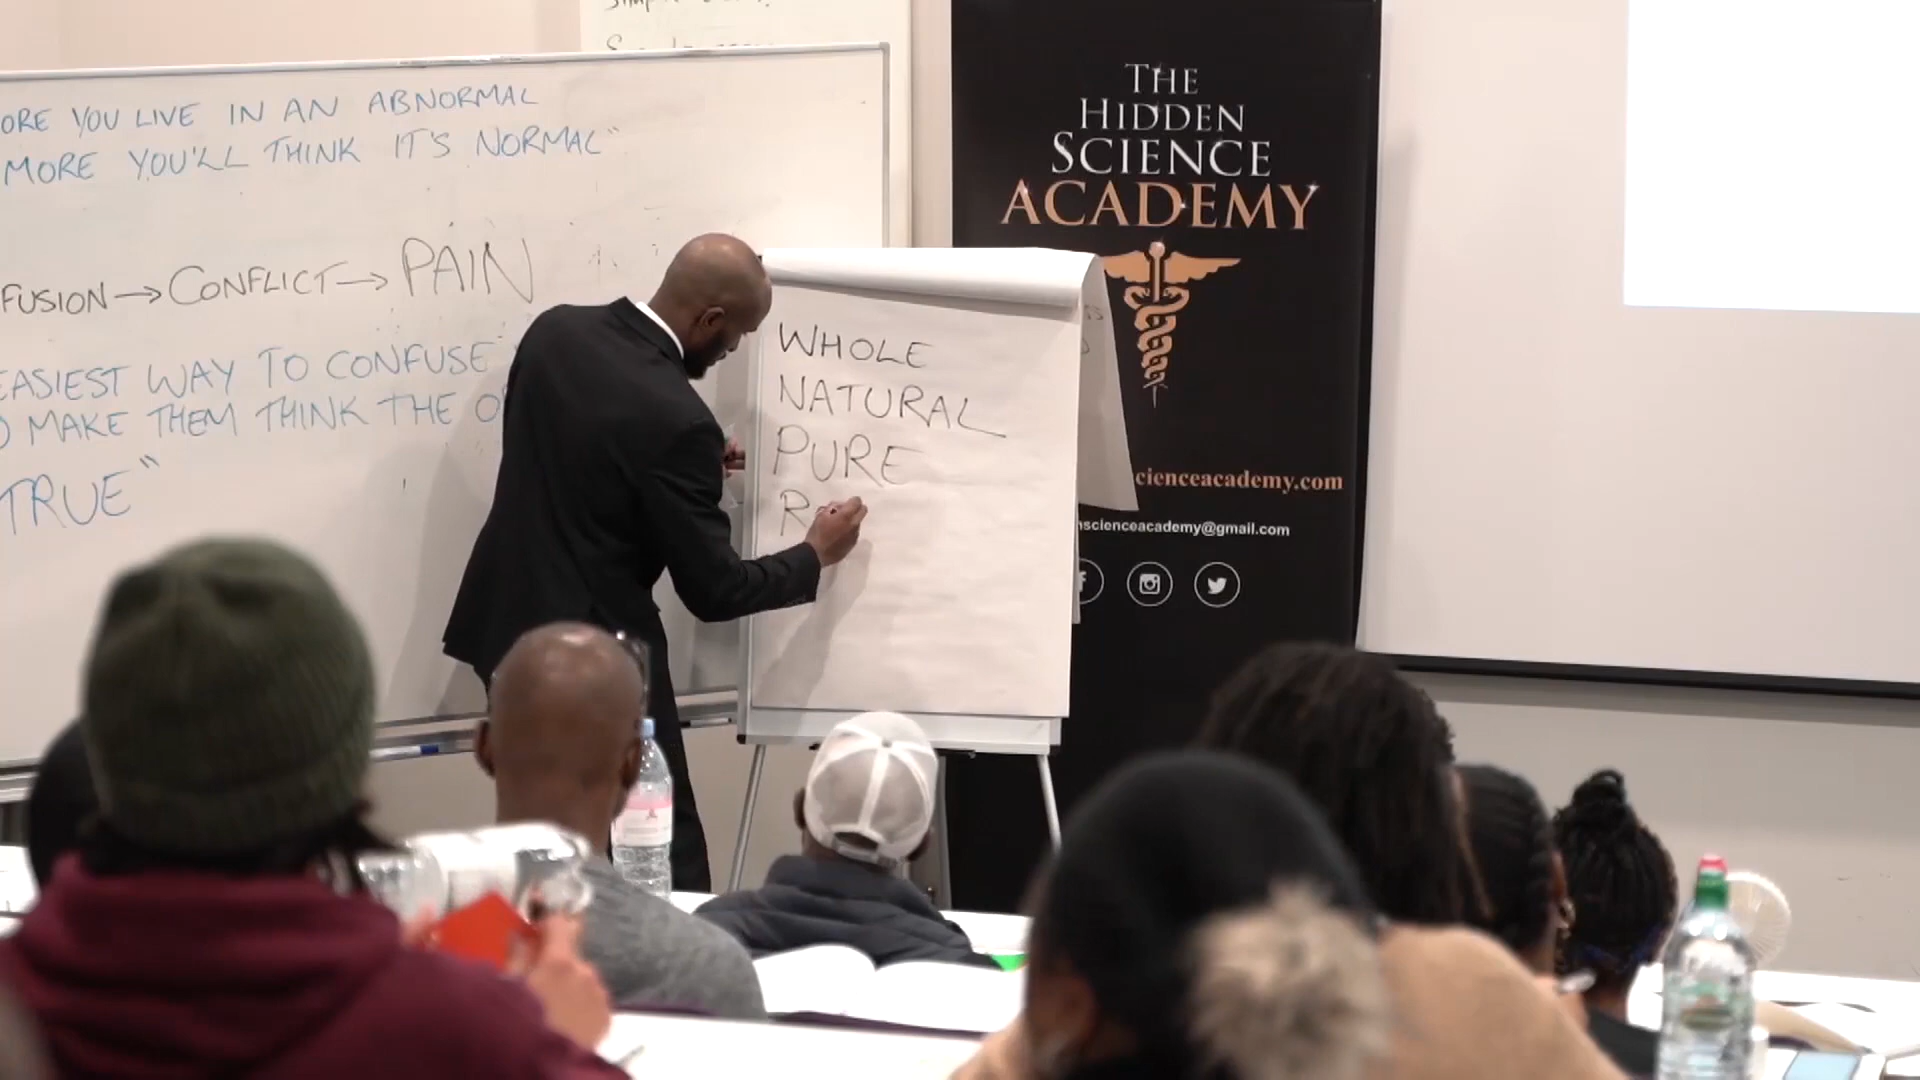 ORE YOU LIVE IN AN ABNORMAL
MORE YOU'LL THINK IT'S NORMAL"
FUSION → CONFLICT → PAIN
EASIEST WAY TO CONFUSE
MAKE THEM THINK THE O
TRUE"
WHOLE
NATURAL
PURE
R
THE
HIDDEN
SCIENCE
ACADEMY
cienceacademy.com
nscienceacademy@gmail.com